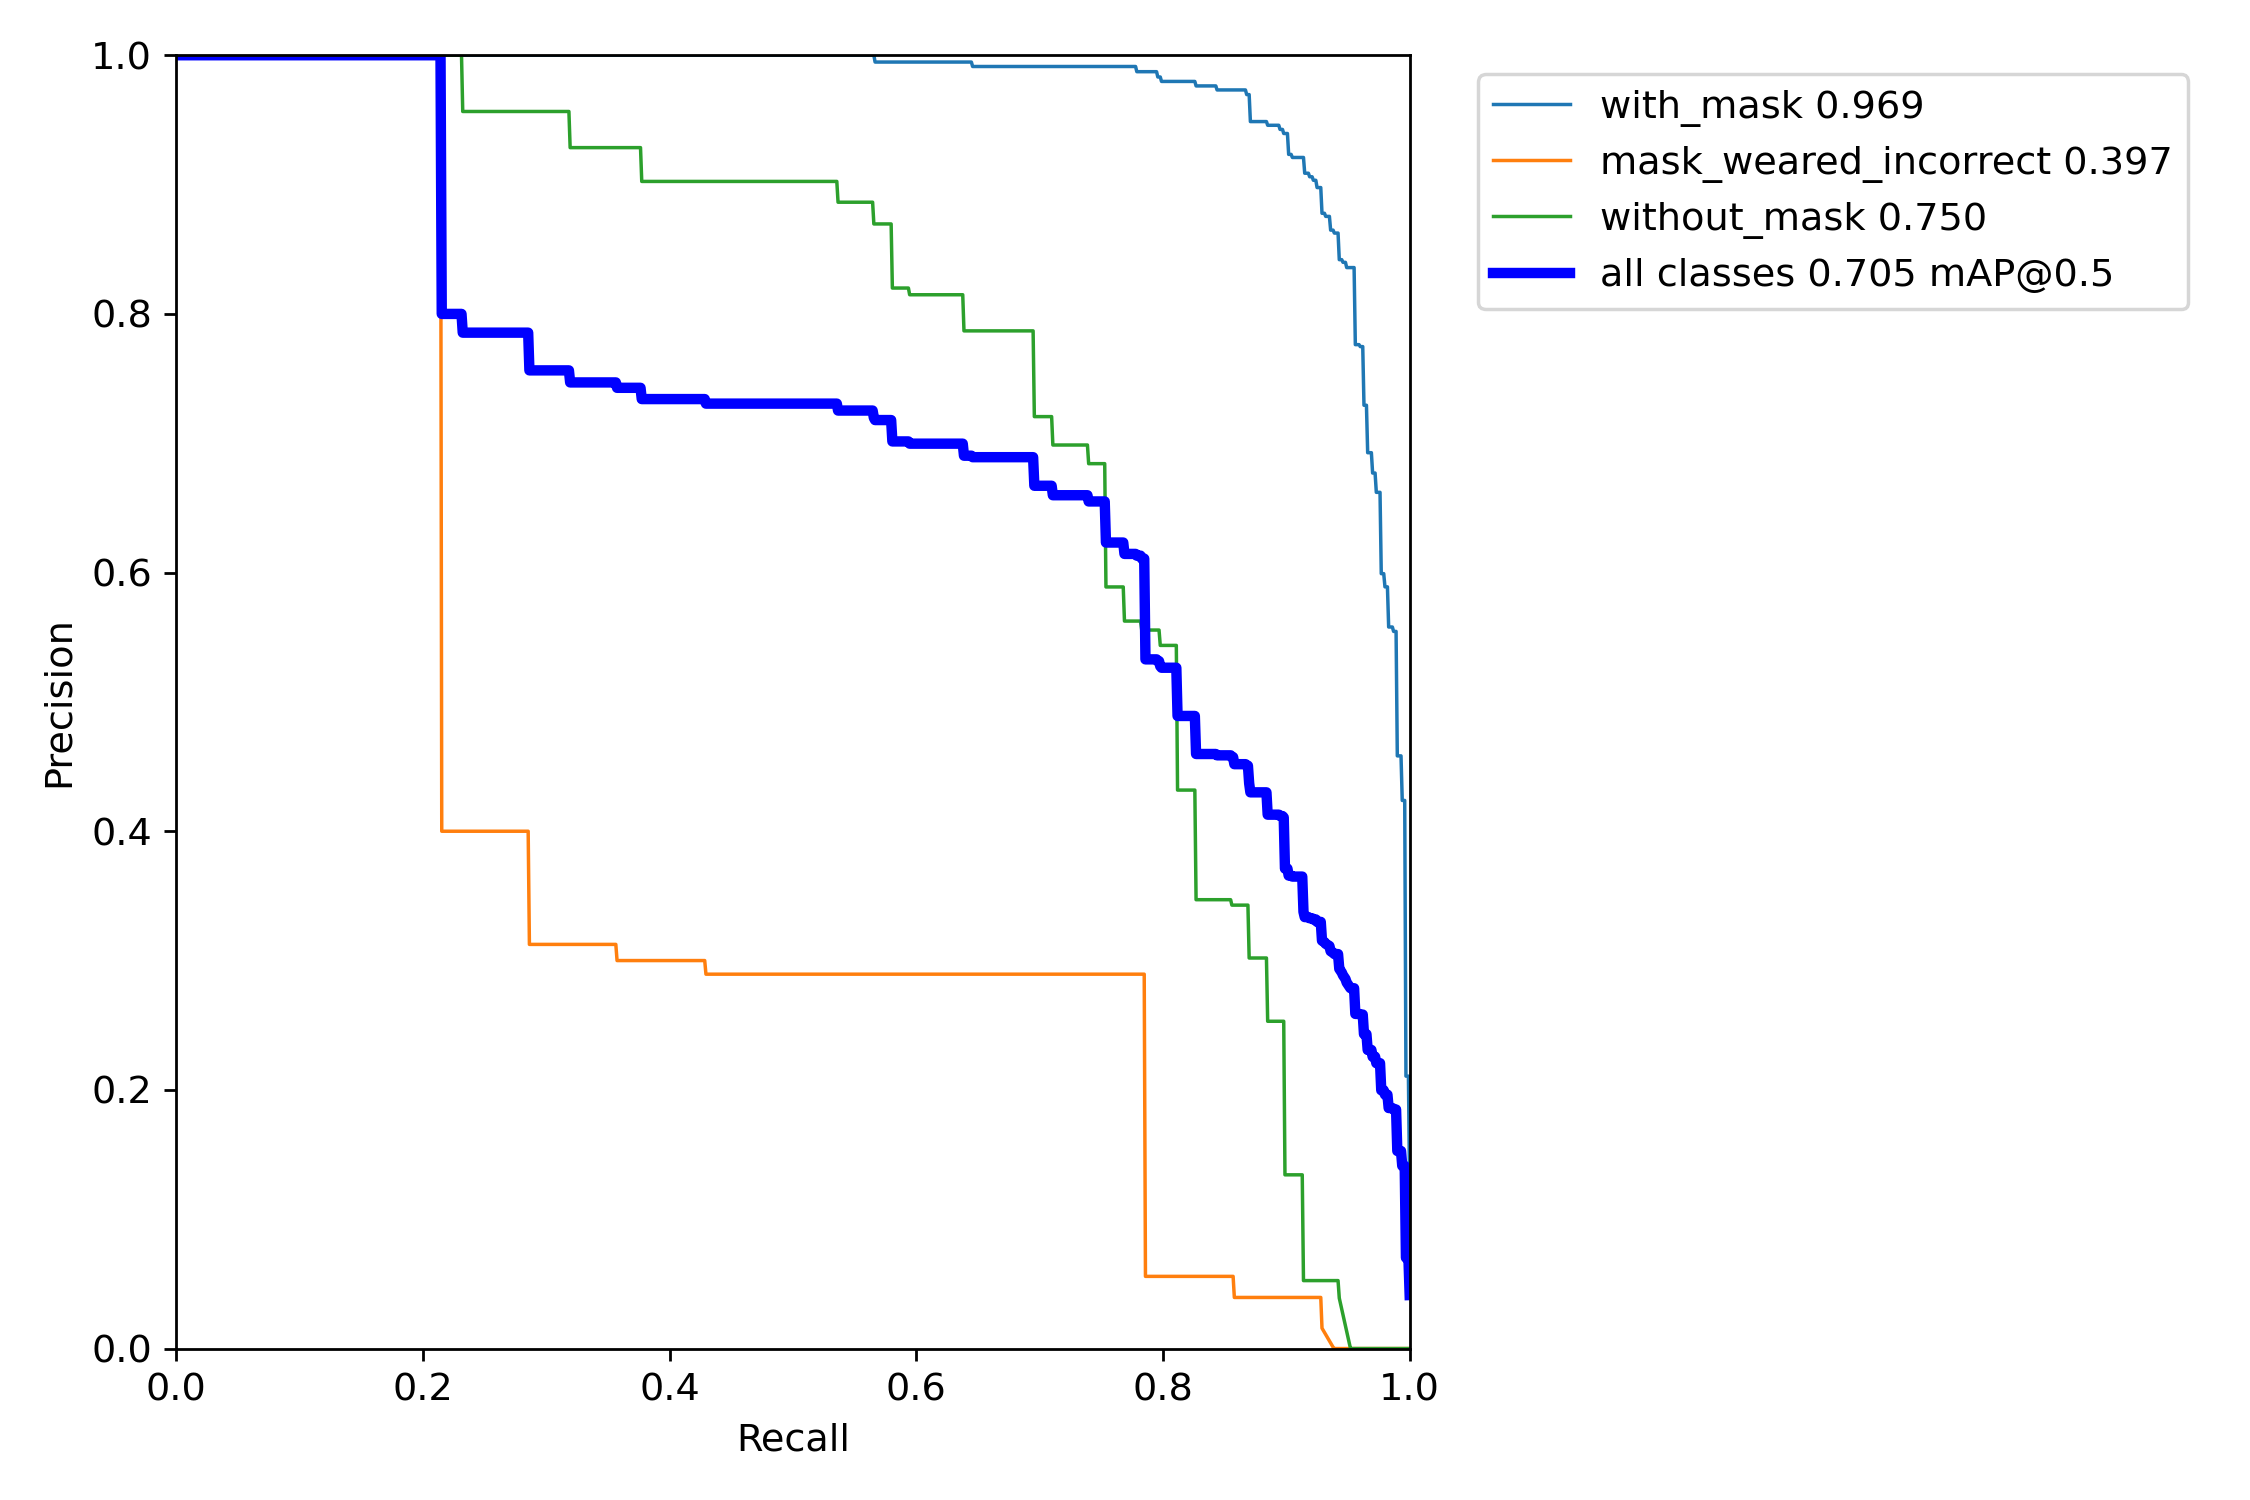 with_mask 0.969
mask_weared_incorrect 0.397
without_mask 0.750
all classes 0.705 mAP@0.5
Precision
1.0
0.8
0.6
0.4
0.2
0.0
0.0 0.2 0.4 0.6 0.8 1.0
Recall